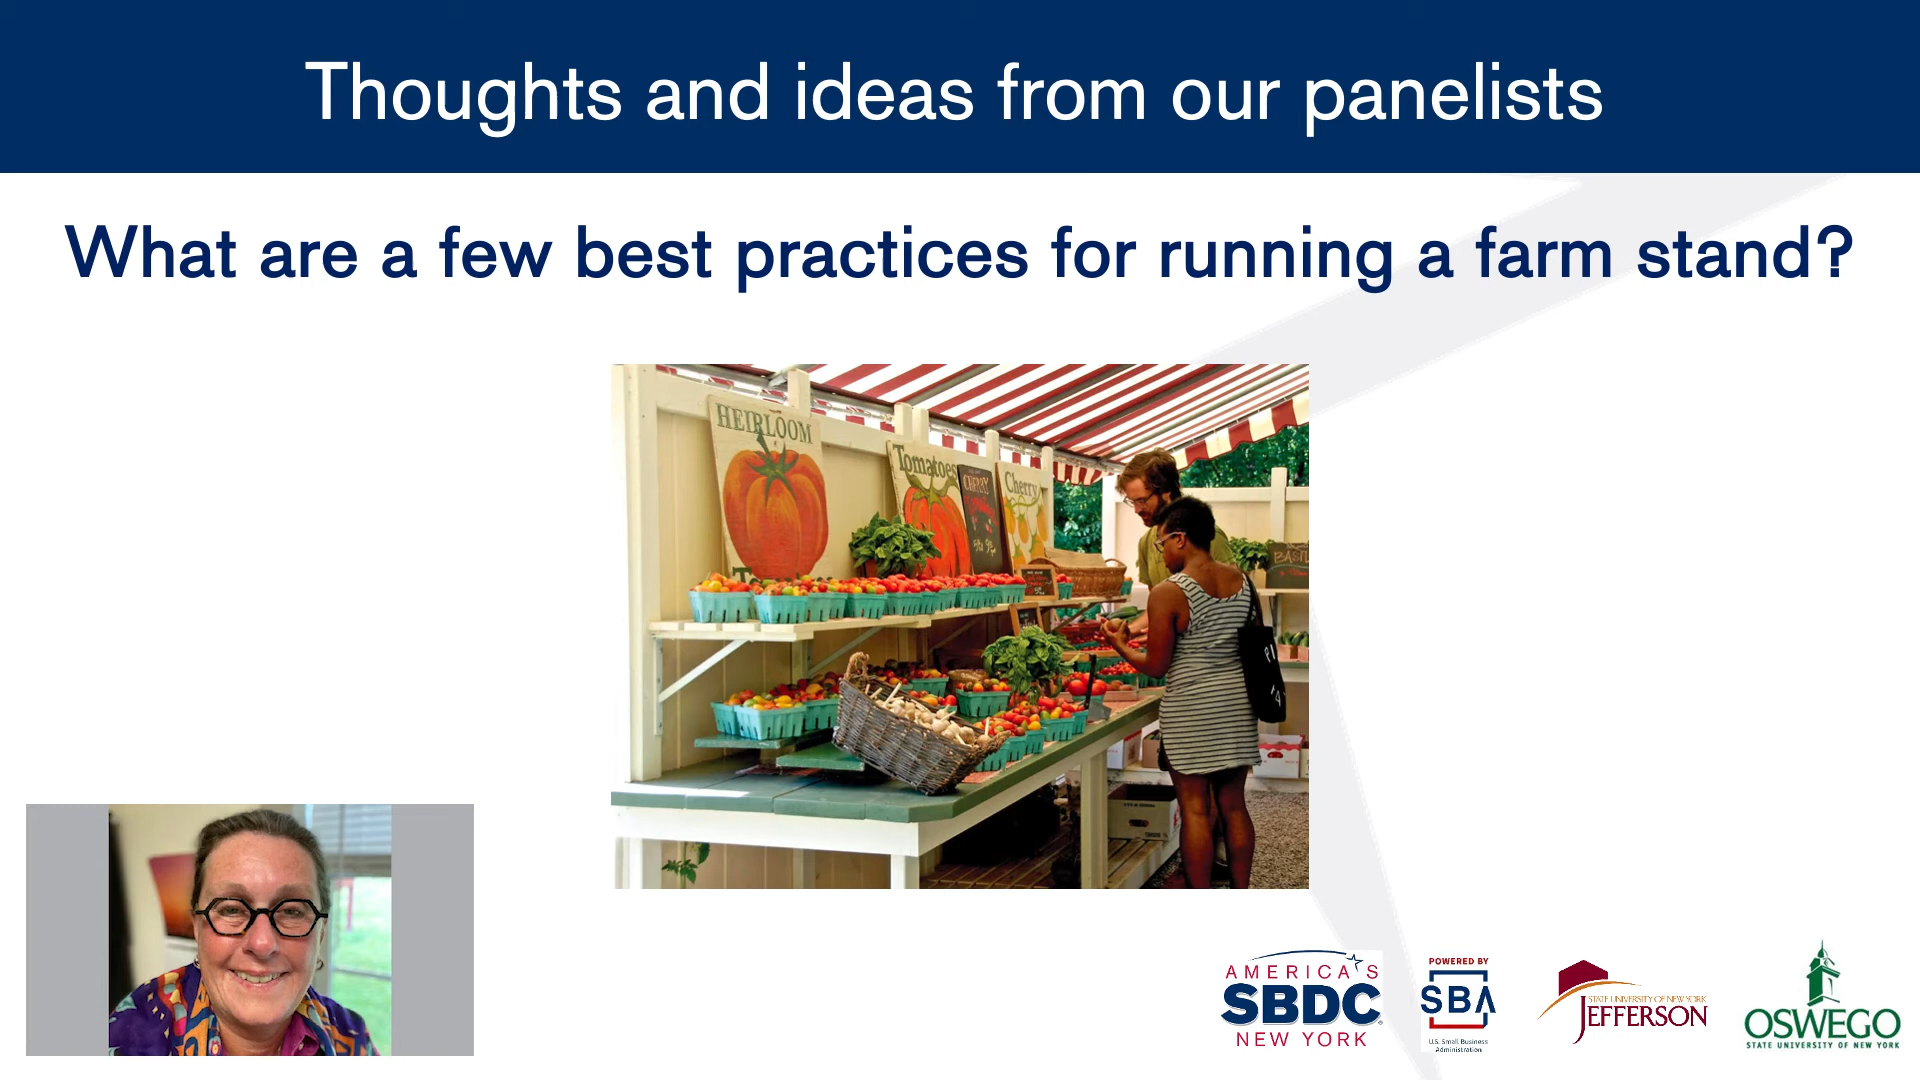 Thoughts and ideas from our panelists
What are a few best practices for running a farm stand?
HEIRLOOM
Tomatoes
CHERRY
Cherry
BASIL
AMERICA'S
SBDC
NEW YORK
POWERED BY
SBA
U.S. Small Business
Administration
STATE UNIVERSITY OF NEW YORK
JEFFERSON
OSWEGO
STATE UNIVERSITY OF NEW YORK